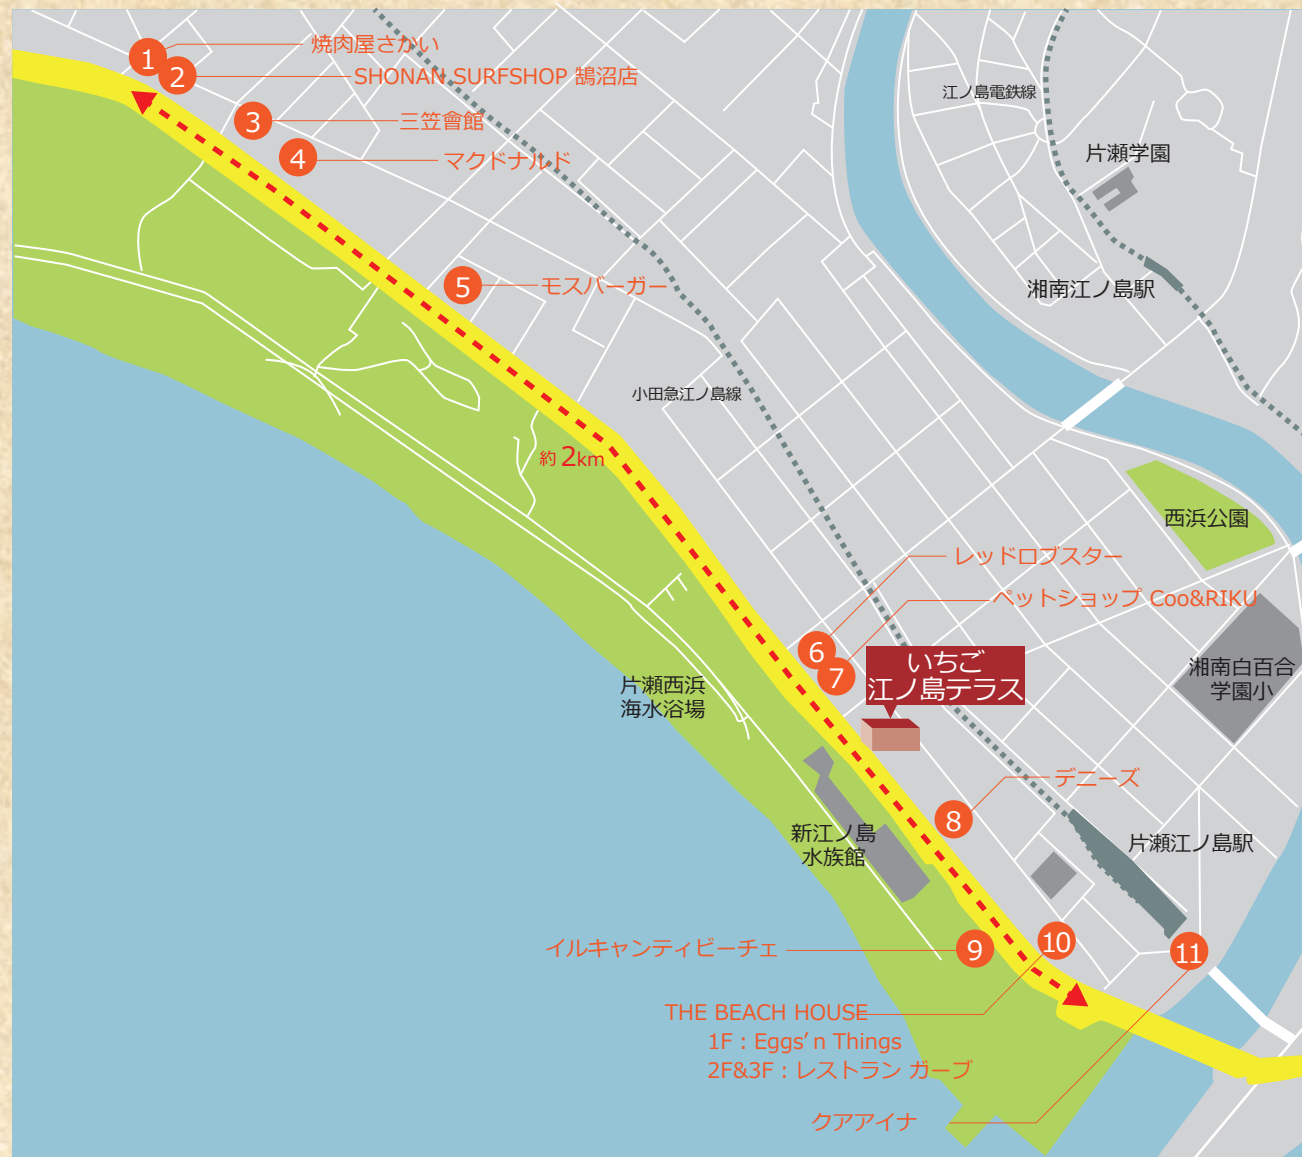 1
焼肉屋さかい
2
SHONAN SURFSHOP 鵠沼店
江ノ島電鉄線
3
三笠會館
4
マクドナルド
片瀬学園
5
モスバーガー
湘南江ノ島駅
小田急江ノ島線
約2km
西浜公園
レッドロブスター
ペットショップ Coo&RIKU
6
7
いちご
江ノ島テラス
湘南白百合
学園小
片瀬西浜
海水浴場
デニーズ
8
新江ノ島
水族館
片瀬江ノ島駅
イルキャンティビーチェ
9
10
11
THE BEACH HOUSE
1F : Eggs’n Things
2F&3F : レストラン ガーブ
クアアイナ